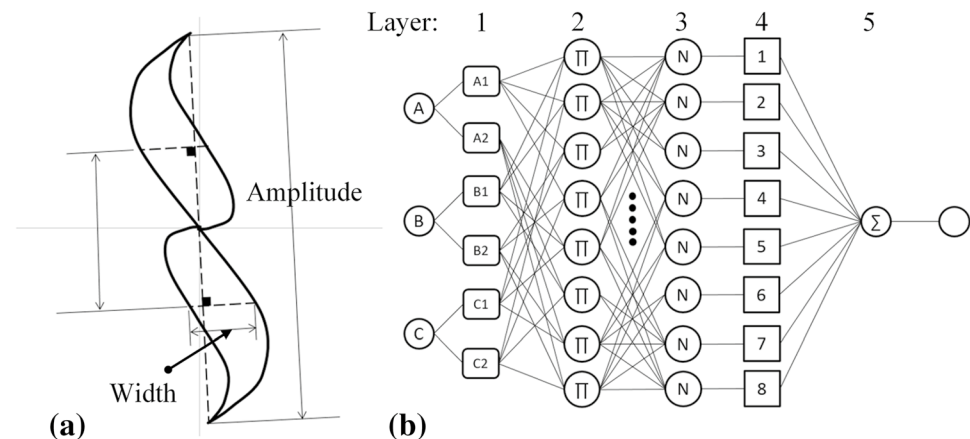 Layer: 1 2 3 4 5
A
B
C
A1
A2
B1
B2
C1
C2
∏
∏
∏
∏
∏
∏
∏
∏
N
N
N
N
N
N
N
N
1
2
3
4
5
6
7
8
∑
Amplitude
Width
(a)
(b)